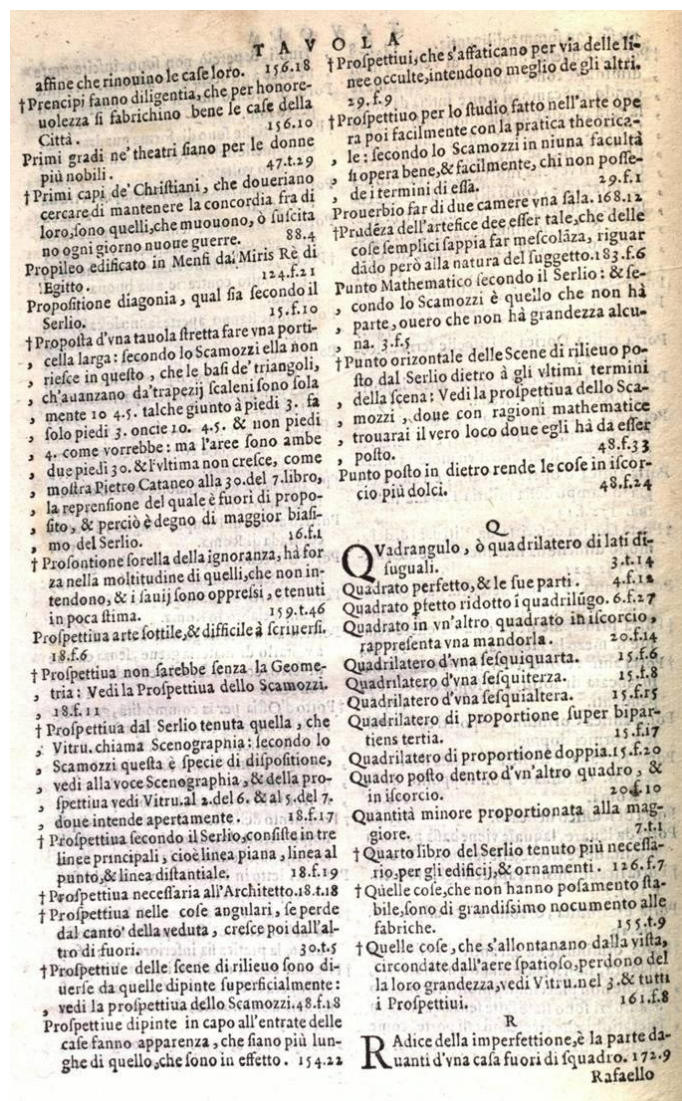 TAVOLA
affine che rinouino le case loro. 156.18
†Prencipi fanno diligentia, che per honore-
uolezza si fabrichino bene le case della
Città. 156.10
Primi gradi ne' theatri siano per le donne
più nobili. 47.t.29
†Primi capi de' Christiani, che doueriano
cercare di mantenere la concordia fra di
loro, sono quelli, che muouono, ò suscita
no ogni giorno nuoue guerre. 88.4
Propileo edificato in Menfi da Miris Rè di
Egitto. 124.f.21
Propositione diagonia, qual sia secondo il
Serlio. 15.f.10
†Proposta d'vna tauola stretta fare vna porti-
, cella larga: secondo lo Scamozzi ella non
, riesce in questo, che le basi de' triangoli,
, ch'auanzano da' trapezij scaleni sono sola
, mente 10 4.5. talche giunto à piedi 3. fa
, solo piedi 3. oncie 10. 4.5. & non piedi
, 4. come vorrebbe: ma l'aree sono ambe
, due piedi 30. & l'vltima non cresce, come
, mostra Pietro Cataneo alla 30. del 7. libro,
, la reprensione del quale è fuori di propo-
, sito, & perciò è degno di maggior biasi-
, mo del Serlio. 16.f.1
† Prosontione sorella della ignoranza, hà for
za nella moltitudine di quelli, che non in-
tendono, & i sauij sono oppressi, e tenuti
in poca stima. 159.t.46
Prospettiua arte sottile, & difficile à scriuersi.
18.f.6
† Prospettiua non sarebbe senza la Geome-
, tria: Vedi la Prospettiua dello Scamozzi.
, 18.f.11
† Prospettiua dal Serlio tenuta quella, che
, Vitru. chiama Scenographia: secondo lo
, Scamozzi questa è specie di dispositione,
, vedi alla voce Scenographia, & della pro-
, spettiua vedi Vitru. al 2. del 6. & al 5. del 7.
, doue intende apertamente. 18.f.17
† Prospettiua secondo il Serlio, consiste in tre
linee principali, cioè linea piana, linea al
punto, & linea distantiale. 18.f.19
† Prospettiua necessaria all'Architetto. 18.t.18
† Prospettiua nelle cose angulari, se perde
dal canto della veduta, cresce poi dall'al-
tro di fuori. 30.t.5
†Prospettiue delle scene di rilieuo sono di-
uerse da quelle dipinte superficialmente:
, vedi la prospettiua dello Scamozzi. 48.f.18
Prospettiue dipinte in capo all'entrate delle
case fanno apparenza, che siano più lun-
ghe di quello, che sono in effetto. 154.22
†Prospettiui, che s'affaticano per via delle li-
nee occulte, intendono meglio de gli altri.
29.f.9
†Prospettiuo per lo studio fatto nell'arte ope
, ra poi facilmente con la pratica theorica-
, le: secondo lo Scamozzi in niuna facultà
, si opera bene, & facilmente, chi non posse-
, de i termini di essa. 29.f.1
Prouerbio far di due camere vna sala. 168.12
†Prudẽza dell'artefice dee esser tale, che delle
cose semplici sappia far mescolãza, riguar
dãdo però alla natura del suggetto. 183.f.6
Punto Mathematico secondo il Serlio: & se-
, condo lo Scamozzi è quello che non hà
, parte, ouero che non hà grandezza alcu-
, na. 3.f.5
†Punto orizontale delle Scene di rilieuo po-
sto dal Serlio dietro à gli vltimi termini
, della scena: Vedi la prospettiua dello Sca-
, mozzi, doue con ragioni mathematice
, trouarai il vero loco doue egli hà da esser
, posto. 48.f.33
Punto posto in dietro rende le cose in iscor-
cio più dolci. 48.f.24
Q
QVadrangulo, ò quadrilatero di lati di-
suguali. 3.t.14
Quadrato perfetto, & le sue parti. 4.f.12
Quadrato pfetto ridotto ĩ quadrilũgo. 6.f.27
Quadrato in vn'altro quadrato in iscorcio,
rappresenta vna mandorla. 20.f.14
Quadrilatero d'vna sesquiquarta. 15.f.6
Quadrilatero d'vna sesquiterza. 15.f.8
Quadrilatero d'vna sesquialtera. 15.f.15
Quadrilatero di proportione super bipar-
tiens tertia. 15.f.17
Quadrilatero di proportione doppia. 15.f.20
Quadro posto dentro d'vn'altro quadro, &
in iscorcio. 20.f.10
Quantità minore proportionata alla mag-
giore. 7.t.1
† Quarto libro del Serlio tenuto più necessa-
rio, per gli edificij, & ornamenti. 126.f.7
† Quelle cose, che non hanno posamento sta-
bile, sono di grandissimo nocumento alle
fabriche. 155.t.9
† Quelle cose, che s'allontanano dalla vista,
circondate dall'aere spatioso, perdono del
la loro grandezza, vedi Vitru. nel 3. & tutti
i Prospettiui. 161.f.8
R
RAdice della imperfettione, è la parte da-
uanti d'vna casa fuori di squadro. 172.9
Rafaello